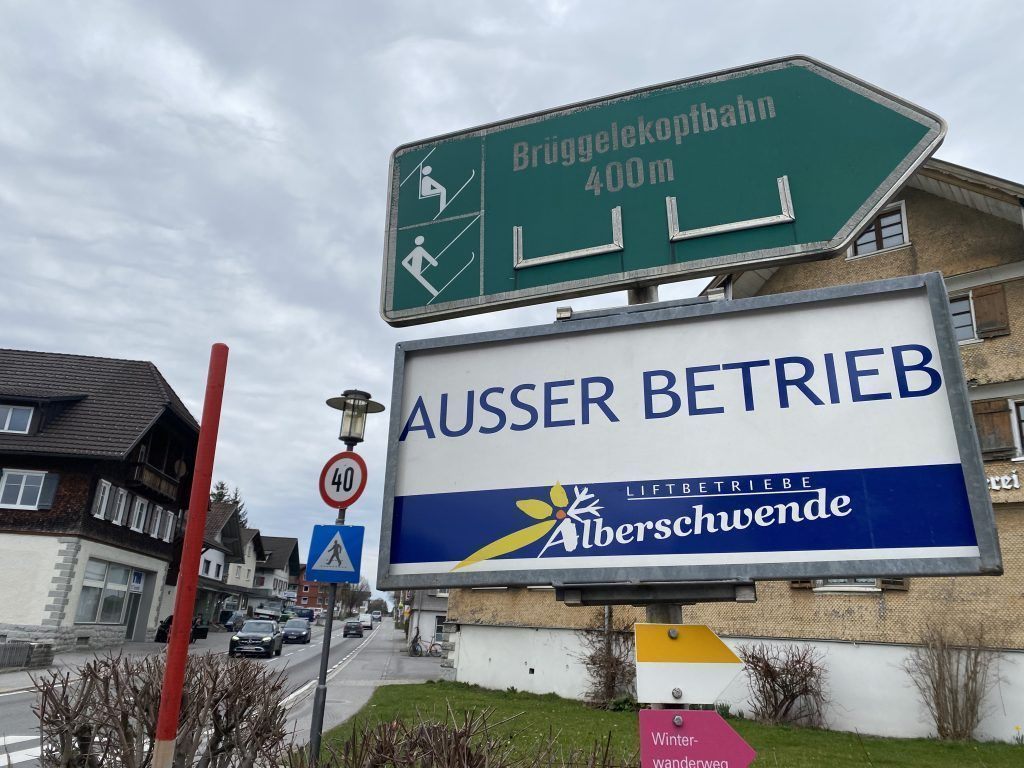 Brüggelekopfbahn
400m
AUSSER BETRIEB
LIFTBETRIEBE
Alberschwende
40
Winter-
wanderweg